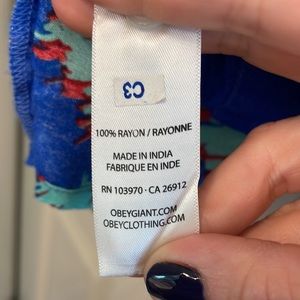 C3
100% RAYON / RAYONNE
MADE IN INDIA
FABRIQUE EN INDE
RN 103970 · CA 26912
OBEYGIANT.COM
OBEYCLOTHING.COM